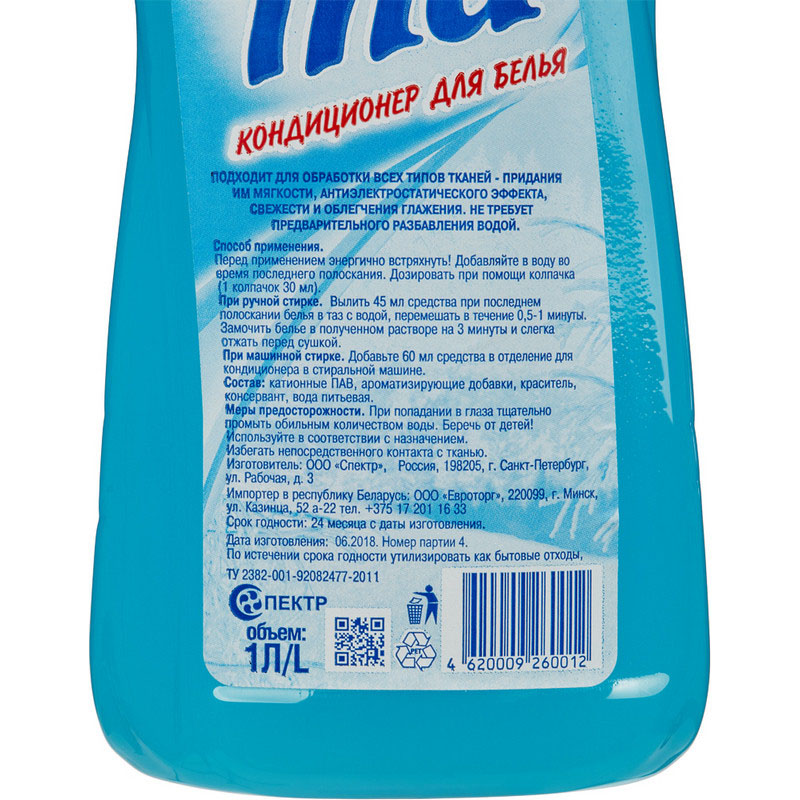 КОНДИЦИОНЕР ДЛЯ БЕЛЬЯ
ПОДХОДИТ ДЛЯ ОБРАБОТКИ ВСЕХ ТИПОВ ТКАНЕЙ - ПРИДАНИЯ
ИМ МЯГКОСТИ, АНТИЭЛЕКТРОСТАТИЧЕСКОГО ЭФФЕКТА,
СВЕЖЕСТИ И ОБЛЕГЧЕНИЯ ГЛАЖЕНИЯ. НЕ ТРЕБУЕТ
ПРЕДВАРИТЕЛЬНОГО РАЗБАВЛЕНИЯ ВОДОЙ.
Способ применения.
Перед применением энергично встряхнуть! Добавляйте в воду во
время последнего полоскания. Дозировать при помощи колпачка
(1 колпачок 30 мл).
При ручной стирке. Вылить 45 мл средства при последнем
полоскании белья в таз с водой, перемешать в течение 0,5-1 минуты.
Замочить белье в полученном растворе на 3 минуты и слегка
отжать перед сушкой.
При машинной стирке. Добавьте 60 мл средства в отделение для
кондиционера в стиральной машине.
Состав: катионные ПАВ, ароматизирующие добавки, краситель,
консервант, вода питьевая.
Меры предосторожности. При попадании в глаза тщательно
промыть обильным количеством воды. Беречь от детей!
Используйте в соответствии с назначением.
Избегать непосредственного контакта с тканью.
Изготовитель: ООО «Спектр», Россия, 198205, г. Санкт-Петербург,
ул. Рабочая, д. 3
Импортер в республику Беларусь: ООО «Евроторг», 220099, г. Минск,
ул. Казинца, 52 а-22 тел. +375 17 201 16 33
Срок годности: 24 месяца с даты изготовления.
Дата изготовления: 06.2018. Номер партии 4.
По истечении срока годности утилизировать как бытовые отходы,
ТУ 2382-001-92082477-2011
СПЕКТР
объем:
1Л/L
PET
4 620009 260012